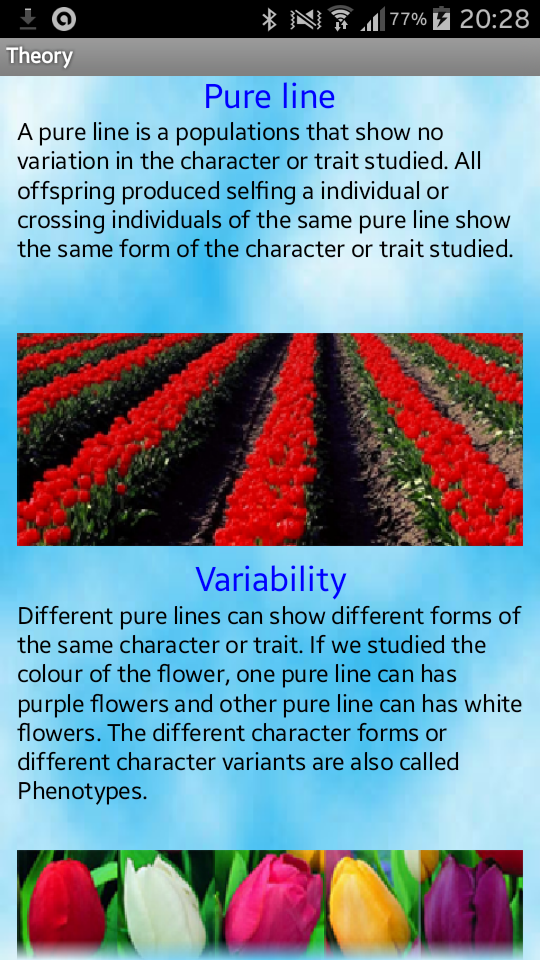 77% 20:28
Theory
Pure line
A pure line is a populations that show no
variation in the character or trait studied. All
offspring produced selfing a individual or
crossing individuals of the same pure line show
the same form of the character or trait studied.
Variability
Different pure lines can show different forms of
the same character or trait. If we studied the
colour of the flower, one pure line can has
purple flowers and other pure line can has white
flowers. The different character forms or
different character variants are also called
Phenotypes.